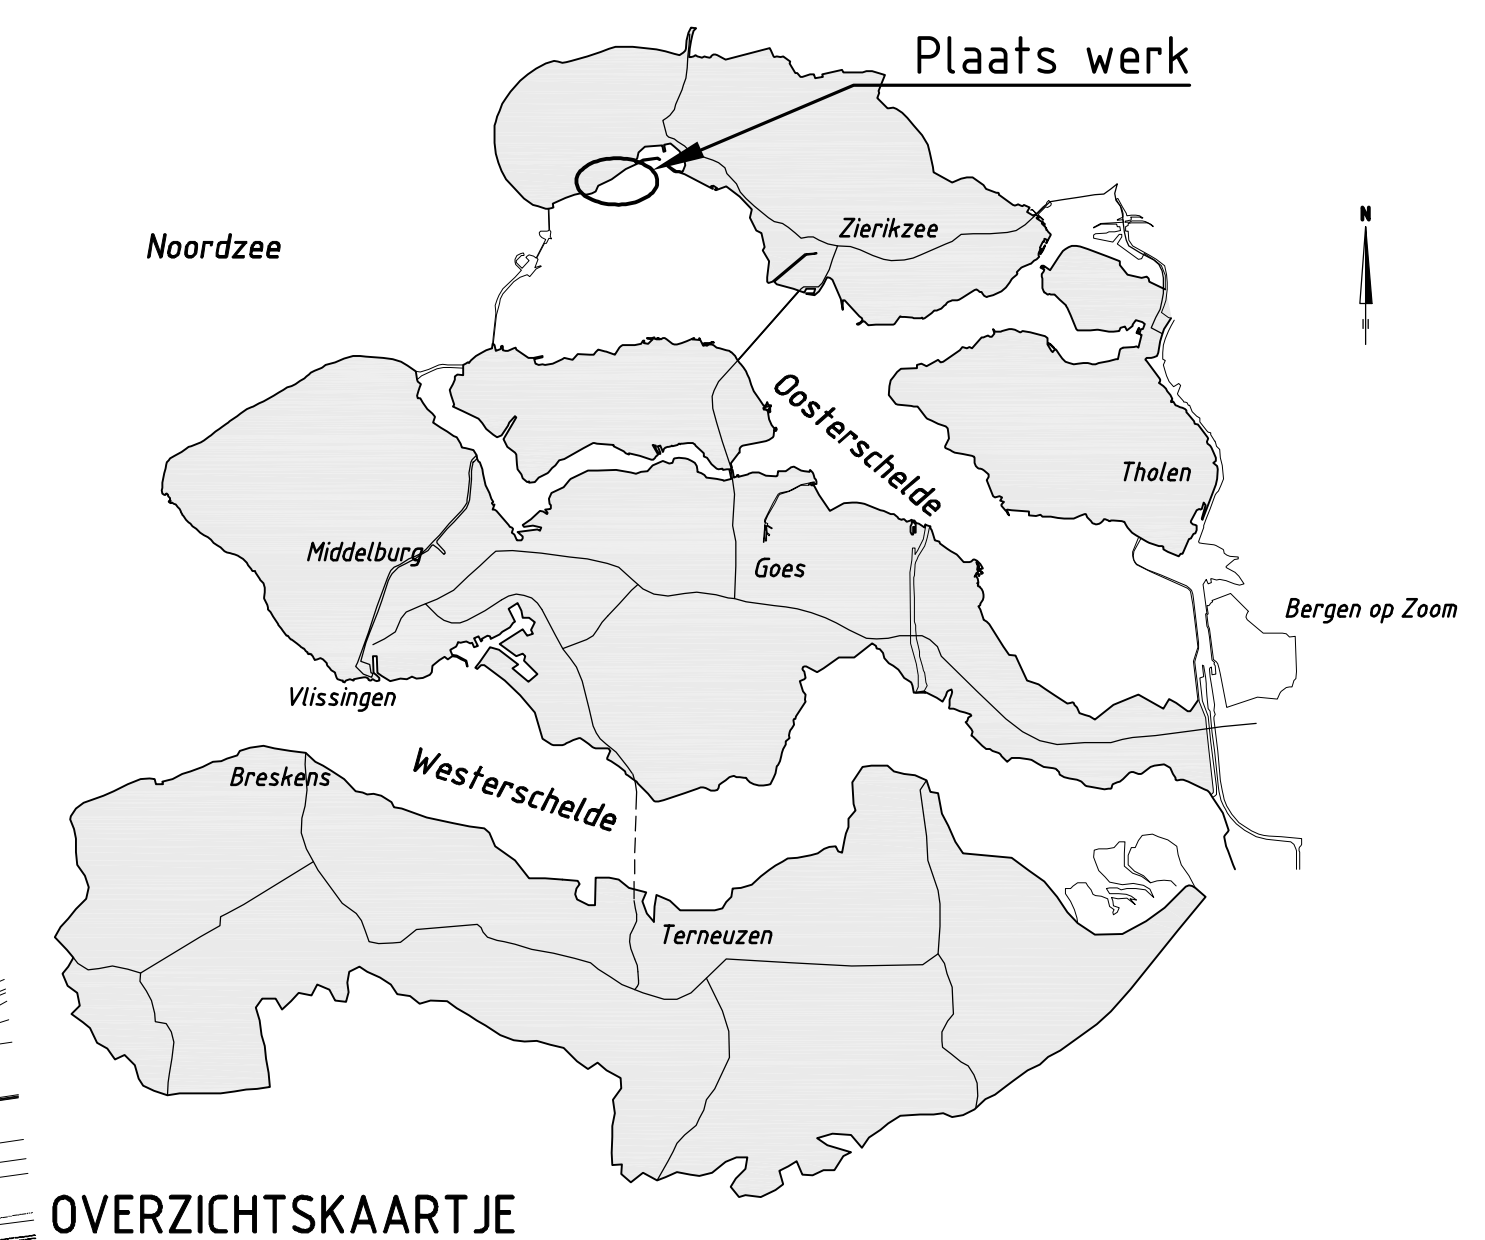 Plaats werk
N
Zierikzee
Noordzee
Oosterschelde
Tholen
Middelburg
Goes
Bergen op Zoom
Vlissingen
Westerschelde
Breskens
Terneuzen
OVERZICHTSKAARTJE